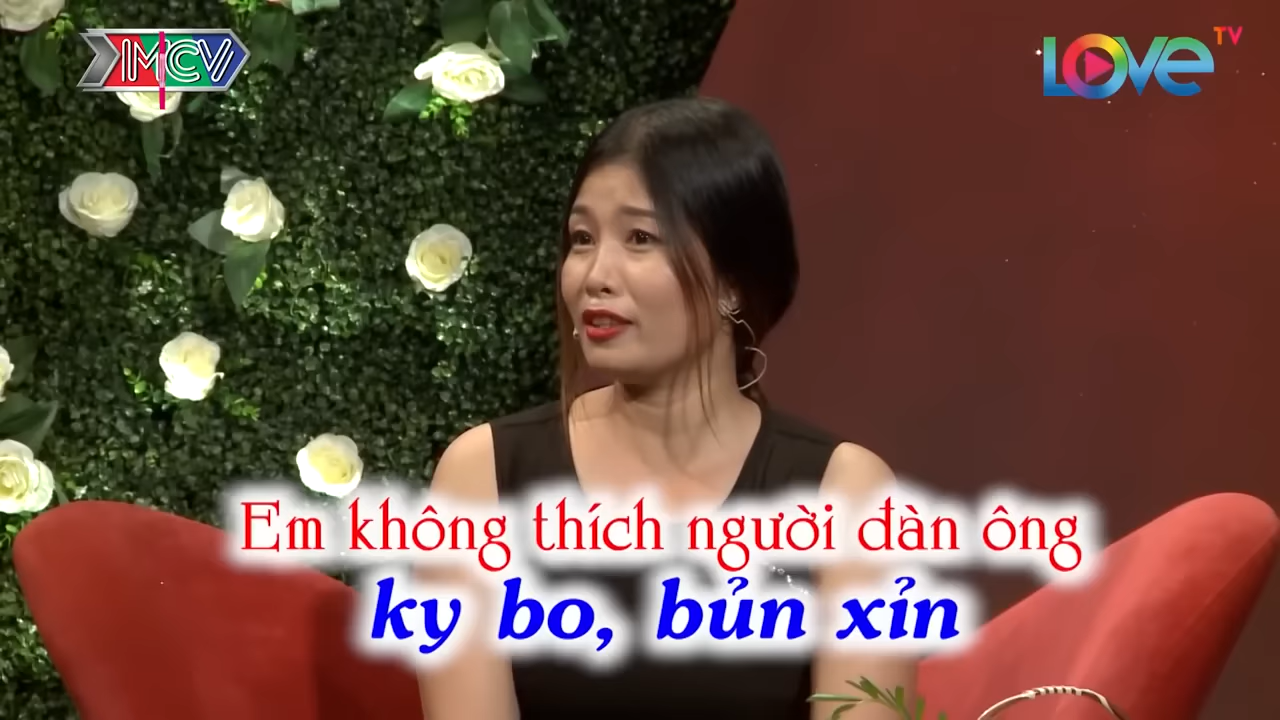 MCV
LOVE TV
Em không thích người đàn ông
ky bo, bủn xỉn